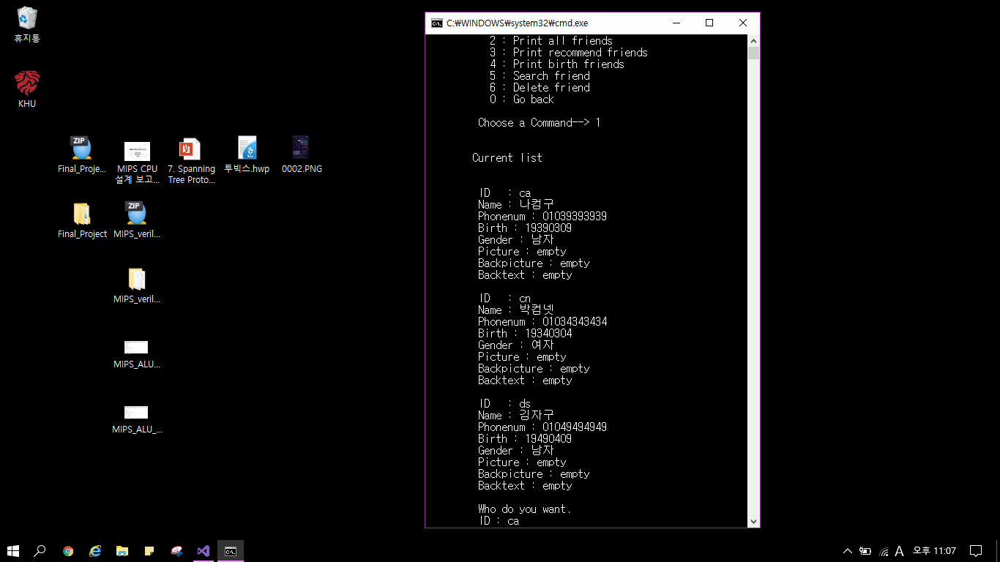 휴지통
KHU
Final_Proje...
MIPS CPU
설계 보고...
7. Spanning
Tree Proto...
투빅스.hwp
0002.PNG
Final_Project
MIPS_veril...
MIPS_veril...
MIPS_ALU...
MIPS_ALU_...
C:\WINDOWS\system32\cmd.exe
2 : Print all friends
3 : Print recommend friends
4 : Print birth friends
5 : Search friend
6 : Delete friend
0 : Go back
Choose a Command--> 1
Current list
ID : ca
Name : 나컴구
Phonenum : 01039393939
Birth : 19390309
Gender : 남자
Picture : empty
Backpicture : empty
Backtext : empty
ID : cn
Name : 박컴넷
Phonenum : 01034343434
Birth : 19340304
Gender : 여자
Picture : empty
Backpicture : empty
Backtext : empty
ID : ds
Name : 김자구
Phonenum : 01049494949
Birth : 19490409
Gender : 남자
Picture : empty
Backpicture : empty
Backtext : empty
Who do you want.
ID : ca
A 오후 11:07